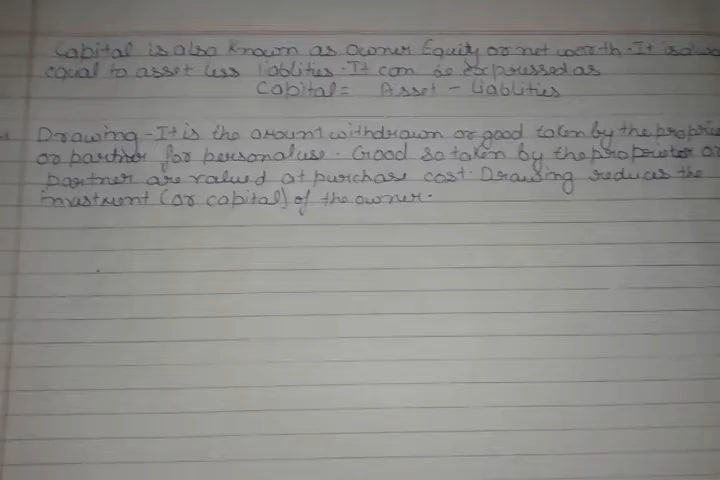 Capital is also known as Owner Equity or net worth. It is also
equal to asset less liablities. It can be expressed as
Capital = Asset - Liablities
Drawing - It is the amount withdrawn or good taken by the
or partner for personal use. Good so taken by the proprietor or
partner are valued at purchase cost. Drawing reduces the
investment (or capital) of the owner.